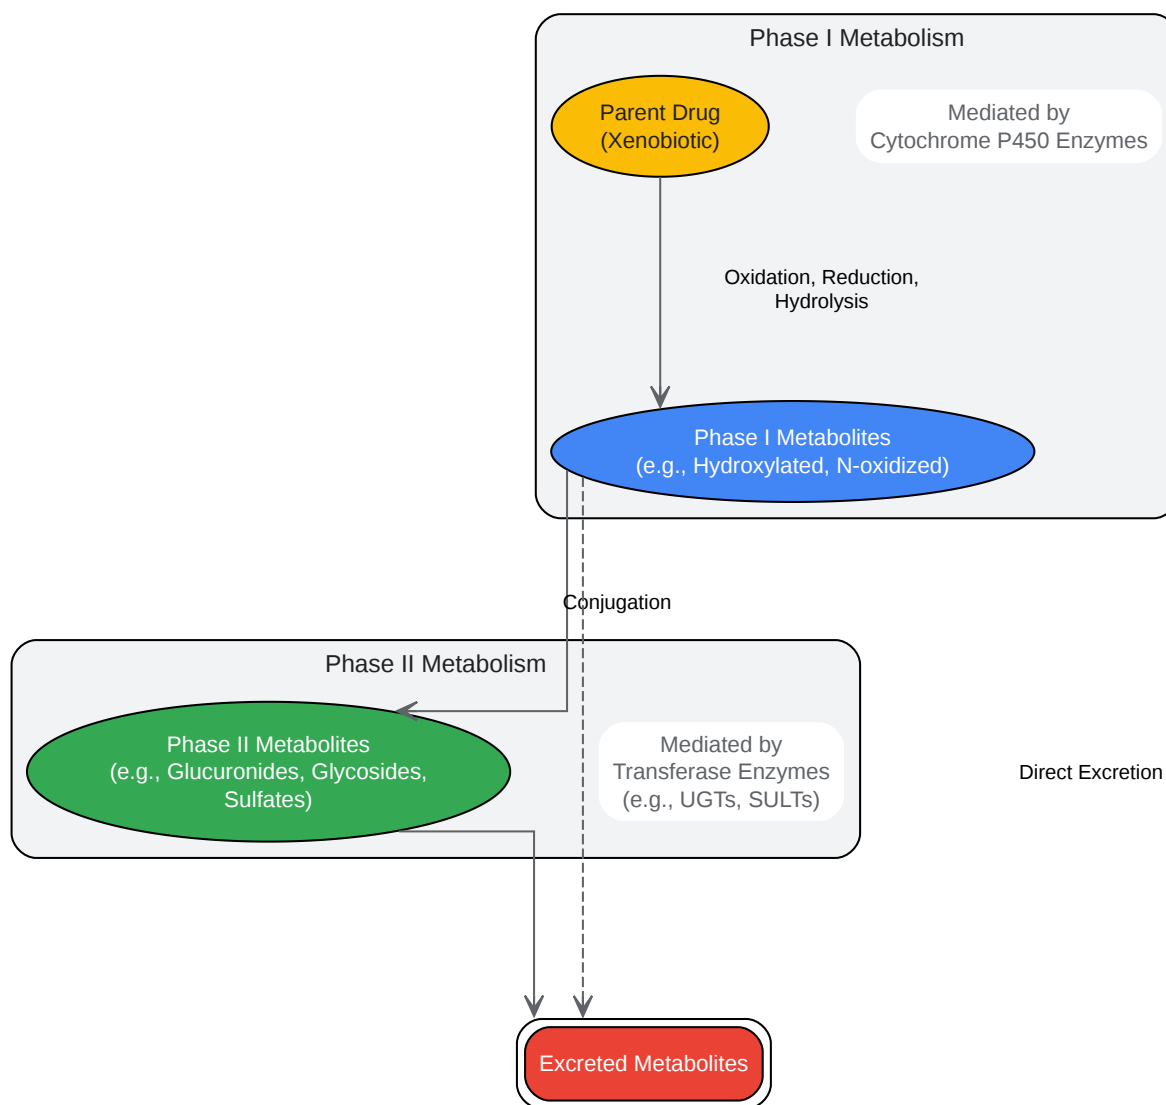 Phase I Metabolism
Parent Drug
(Xenobiotic)
Mediated by
Cytochrome P450 Enzymes
Oxidation, Reduction,
Hydrolysis
Phase I Metabolites
(e.g., Hydroxylated, N-oxidized)
Conjugation
Phase II Metabolism
Phase II Metabolites
(e.g., Glucuronides, Glycosides,
Sulfates)
Mediated by
Transferase Enzymes
(e.g., UGTs, SULTs)
Direct Excretion
Excreted Metabolites